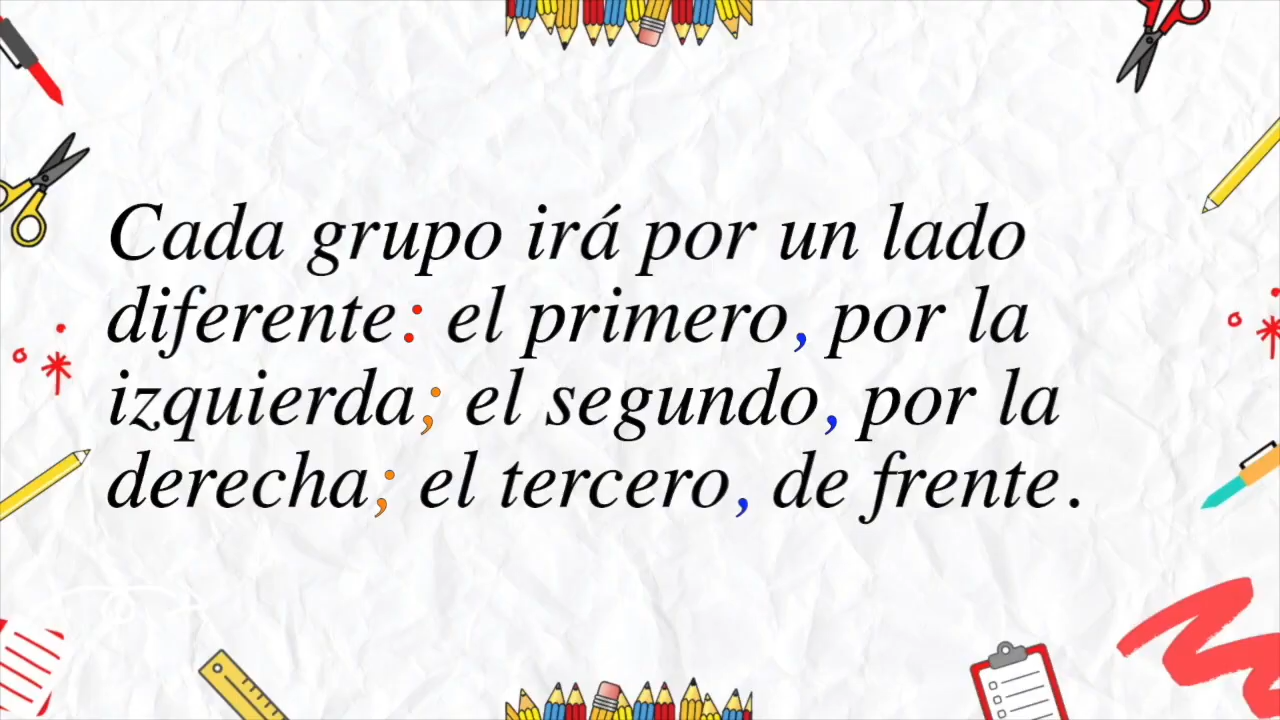 Cada grupo irá por un lado
diferente: el primero, por la
izquierda; el segundo, por la
derecha; el tercero, de frente.